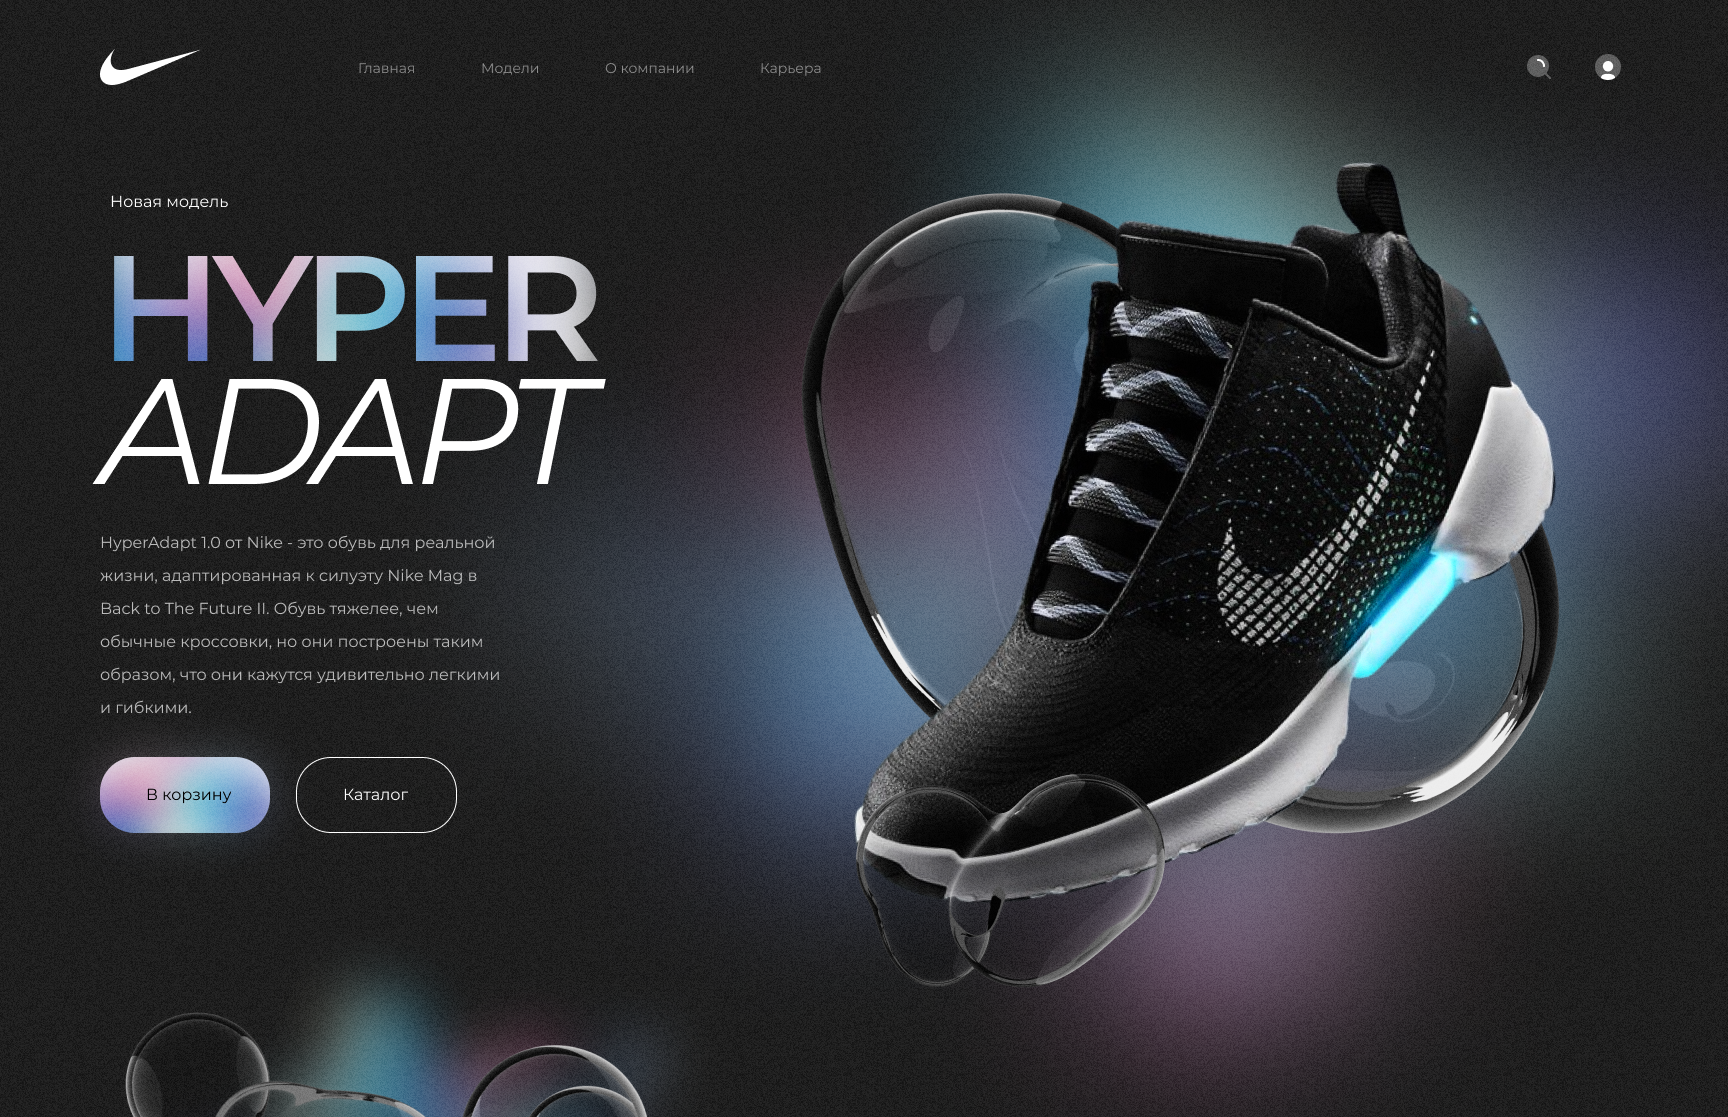 Главная
Модели
О компании
Карьера
Новая модель
HYPER
ADAPT
HyperAdapt 1.0 от Nike - это обувь для реальной
жизни, адаптированная к силуэту Nike Mag в
Back to The Future II. Обувь тяжелее, чем
обычные кроссовки, но они построены таким
образом, что они кажутся удивительно легкими
и гибкими.
В корзину
Каталог